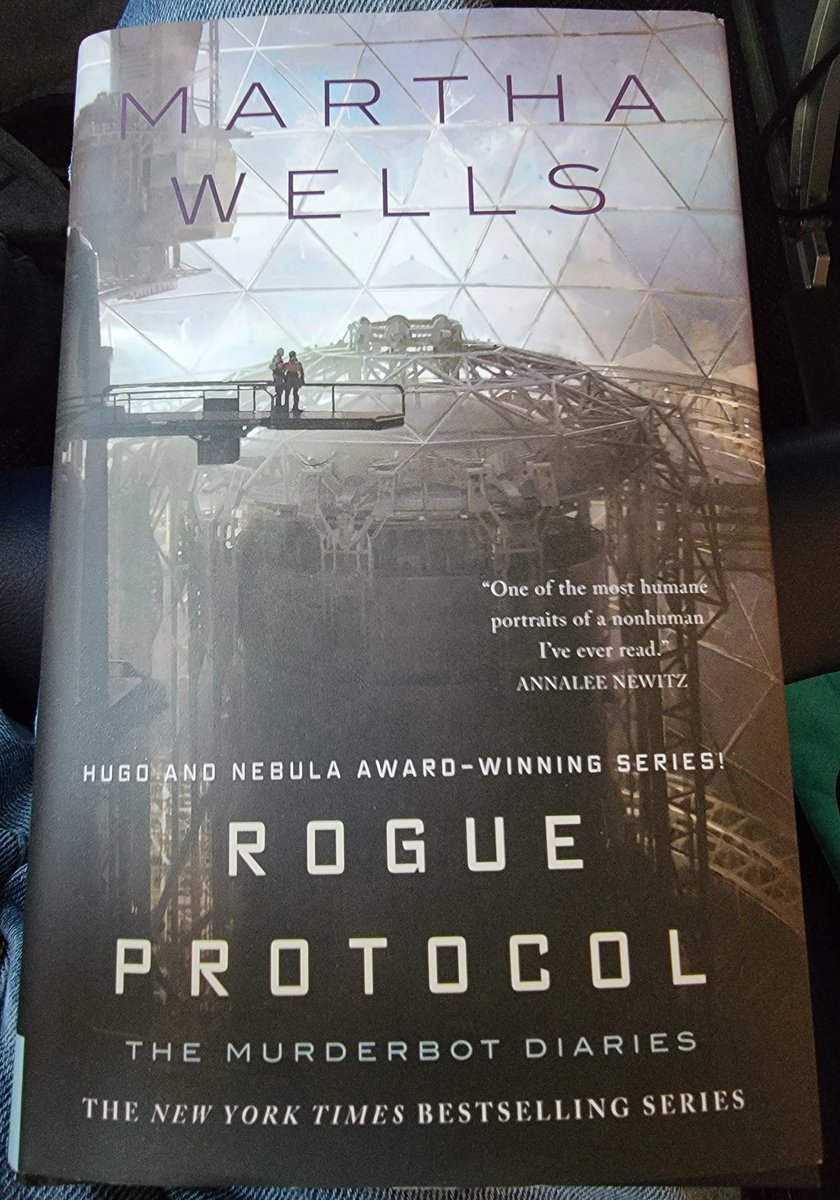 MARTHA
WELLS
“One of the most humane
portraits of a nonhuman
I’ve ever read.”
ANNALEE NEWITZ
HUGO AND NEBULA AWARD–WINNING SERIES!
ROGUE
PROTOCOL
THE MURDERBOT DIARIES
THE NEW YORK TIMES BESTSELLING SERIES